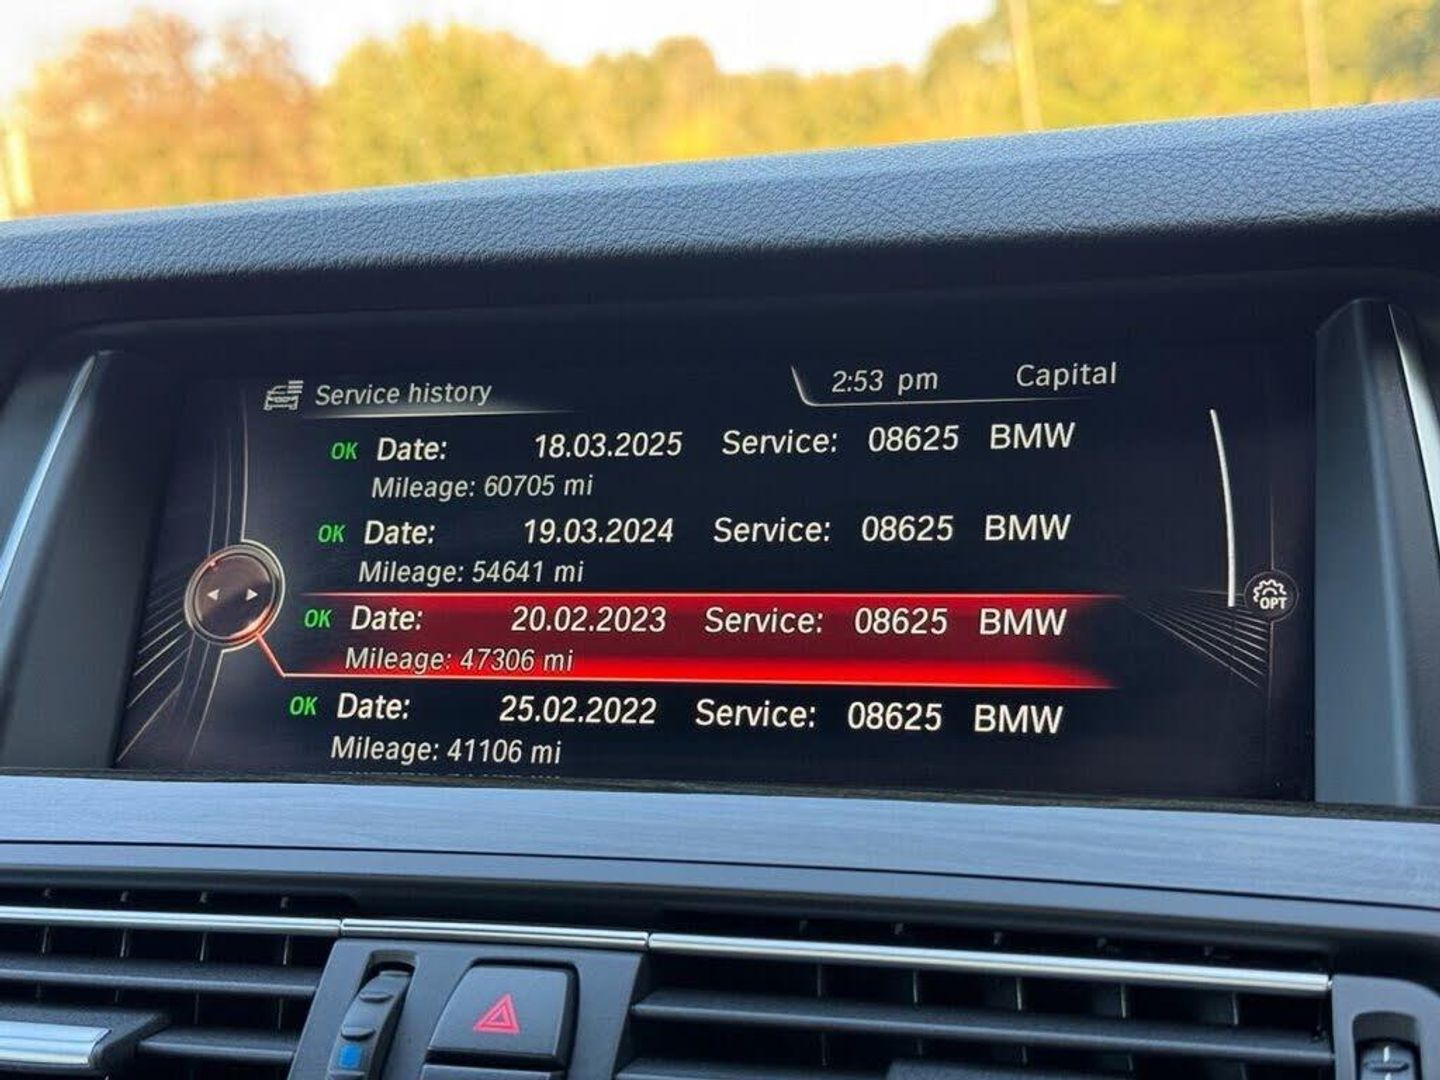 Service history 2:53 pm Capital
OK Date: 18.03.2025 Service: 08625 BMW
Mileage: 60705 mi
OK Date: 19.03.2024 Service: 08625 BMW
Mileage: 54641 mi
OK Date: 20.02.2023 Service: 08625 BMW
Mileage: 47306 mi
OPT
OK Date: 25.02.2022 Service: 08625 BMW
Mileage: 41106 mi